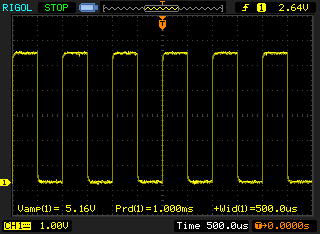 RIGOL STOP T 1 2.64V
T
1
Vamp(1)= 5.16V Prd(1)=1.000ms +Wid(1)=500.0us
CH1 1.00V Time 500.0us T→0.0000s